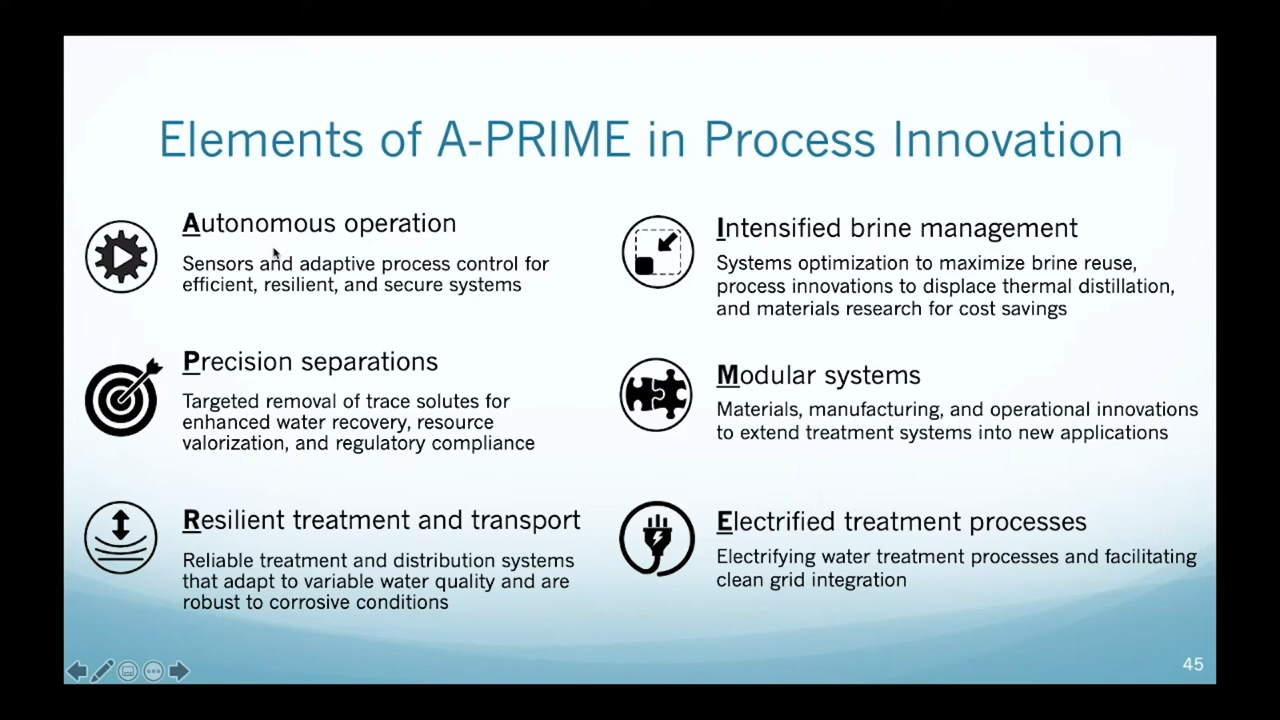 Elements of A-PRIME in Process Innovation
Autonomous operation
Sensors and adaptive process control for
efficient, resilient, and secure systems
Precision separations
Targeted removal of trace solutes for
enhanced water recovery, resource
valorization, and regulatory compliance
Resilient treatment and transport
Reliable treatment and distribution systems
that adapt to variable water quality and are
robust to corrosive conditions
Intensified brine management
Systems optimization to maximize brine reuse,
process innovations to displace thermal distillation,
and materials research for cost savings
Modular systems
Materials, manufacturing, and operational innovations
to extend treatment systems into new applications
Electrified treatment processes
Electrifying water treatment processes and facilitating
clean grid integration
45